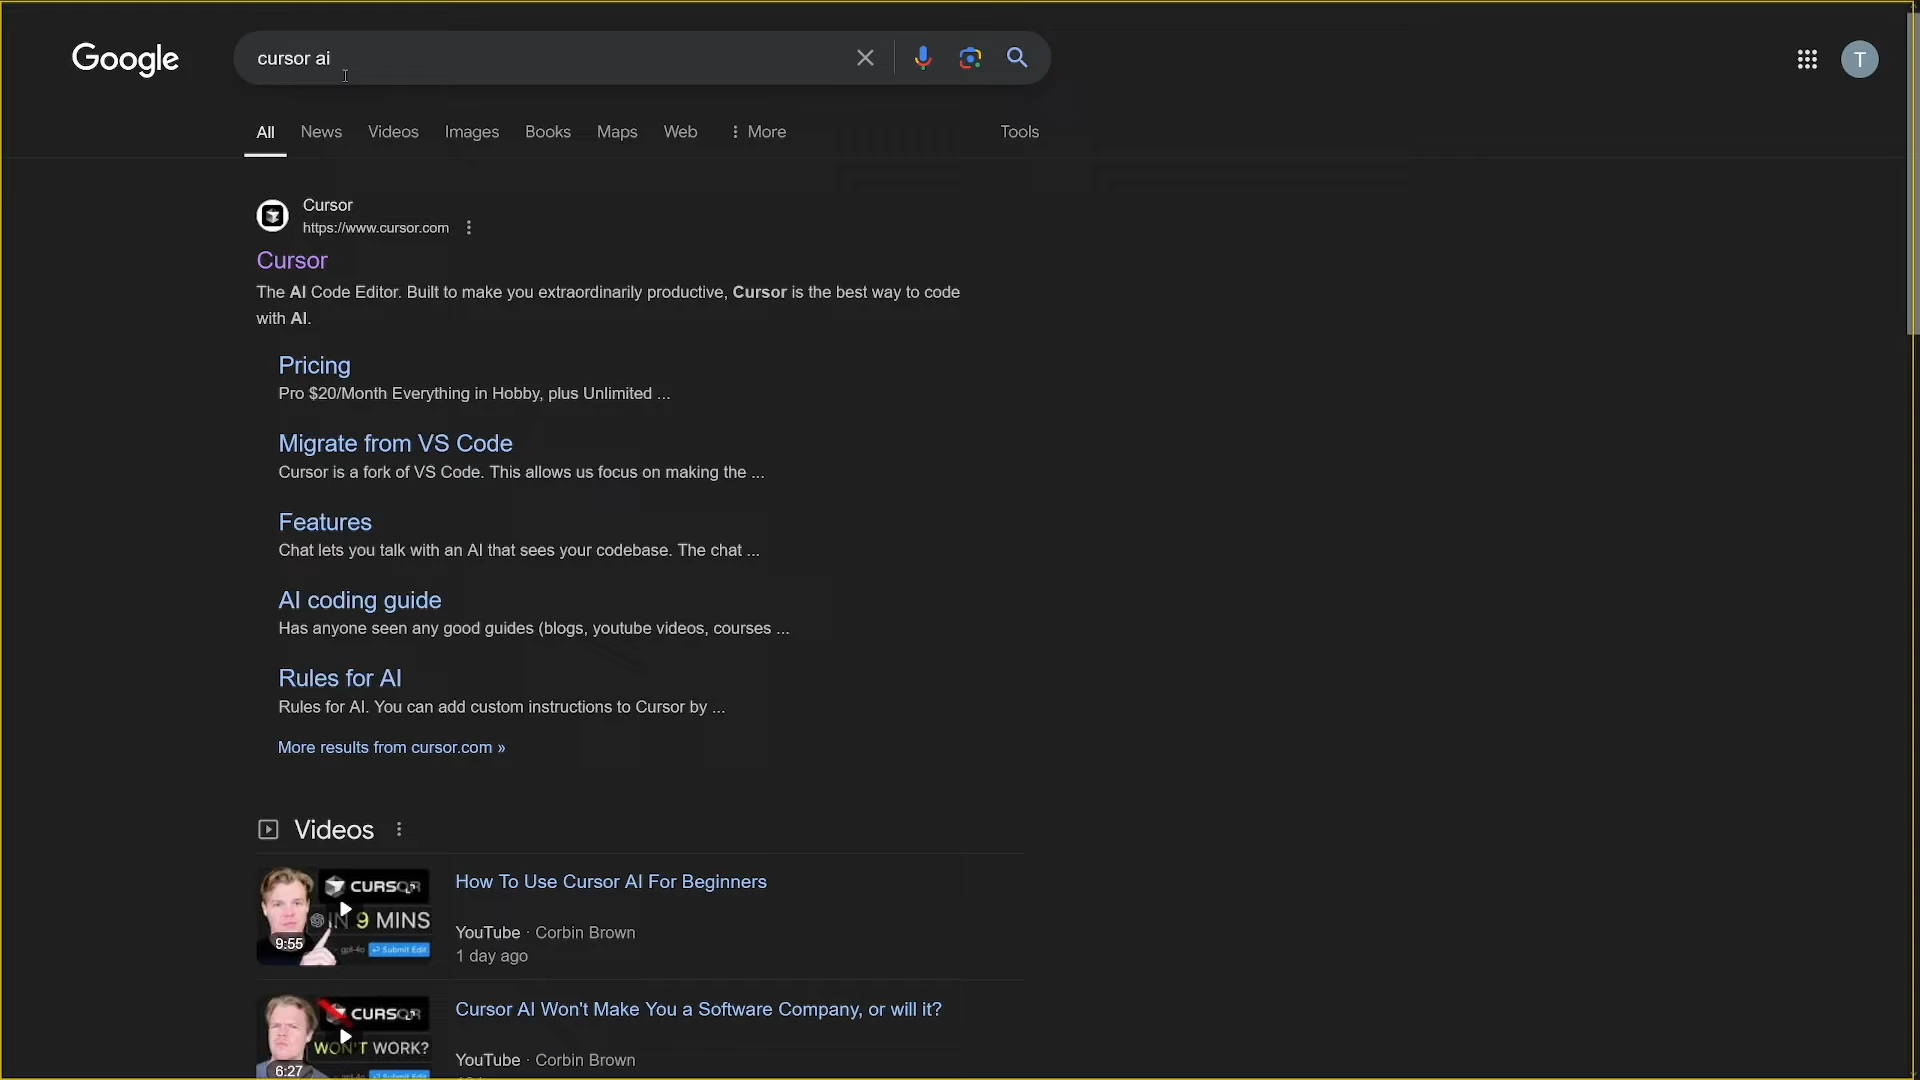 Google
cursor ai
T
All News Videos Images Books Maps Web More Tools
Cursor
https://www.cursor.com
Cursor
The AI Code Editor. Built to make you extraordinarily productive, Cursor is the best way to code
with AI.
Pricing
Pro $20/Month Everything in Hobby, plus Unlimited ...
Migrate from VS Code
Cursor is a fork of VS Code. This allows us focus on making the ...
Features
Chat lets you talk with an AI that sees your codebase. The chat ...
AI coding guide
Has anyone seen any good guides (blogs, youtube videos, courses ...
Rules for AI
Rules for AI. You can add custom instructions to Cursor by ...
More results from cursor.com »
Videos
CURSOR
IN 9 MINS
9:55
gpt-4o Submit Edit
How To Use Cursor AI For Beginners
YouTube · Corbin Brown
1 day ago
CURSOR
WON'T WORK?
6:27
Cursor AI Won't Make You a Software Company, or will it?
YouTube · Corbin Brown